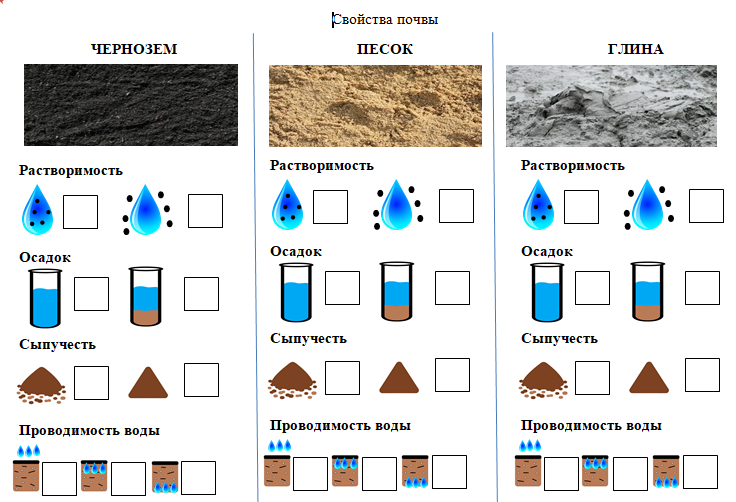 Свойства почвы
ЧЕРНОЗЕМ
Растворимость
Осадок
Сыпучесть
Проводимость воды
ПЕСОК
Растворимость
Осадок
Сыпучесть
Проводимость воды
ГЛИНА
Растворимость
Осадок
Сыпучесть
Проводимость воды